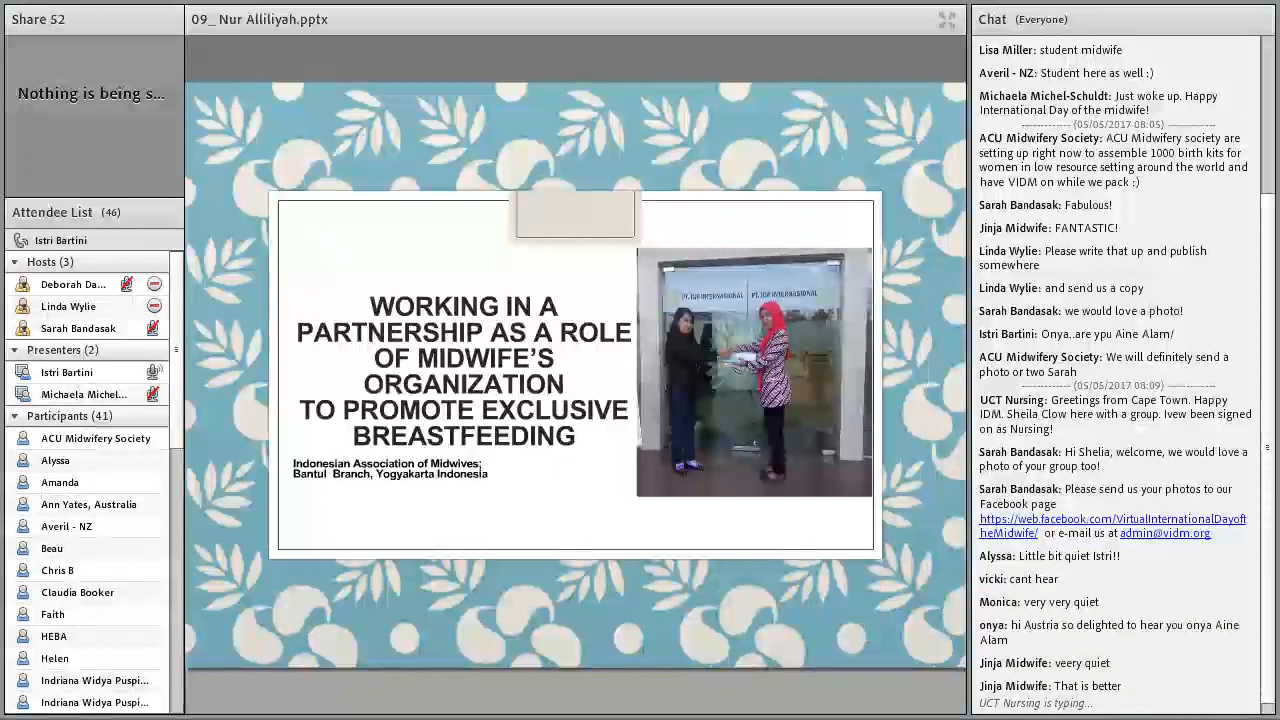 Share 52
Nothing is being s...
Attendee List (46)
Istri Bartini
Hosts (3)
Deborah Da...
Linda Wylie
Sarah Bandasak
Presenters (2)
Istri Bartini
Michaela Michel...
Participants (41)
ACU Midwifery Society
Alyssa
Amanda
Ann Yates, Australia
Averil - NZ
Beau
Chris B
Claudia Booker
Faith
HEBA
Helen
Indriana Widya Puspi...
Indriana Widya Puspi...
09_ Nur Alliliyah.pptx
PT. IGP INTERNASIONAL PT. IGP INTERNASIONAL
WORKING IN A
PARTNERSHIP AS A ROLE
OF MIDWIFE'S
ORGANIZATION
TO PROMOTE EXCLUSIVE
BREASTFEEDING
Indonesian Association of Midwives;
Bantul Branch, Yogyakarta Indonesia
Chat (Everyone)
Lisa Miller: student midwife
Averil - NZ: Student here as well :)
Michaela Michel-Schuldt: Just woke up. Happy
International Day of the midwife!
------------- (05/05/2017 08:05) -------------
ACU Midwifery Society: ACU Midwifery society are
setting up right now to assemble 1000 birth kits for
women in low resource setting around the world and
have VIDM on while we pack ;)
Sarah Bandasak: Fabulous!
Jinja Midwife: FANTASTIC!
Linda Wylie: Please write that up and publish
somewhere
Linda Wylie: and send us a copy
Sarah Bandasak: we would love a photo!
Istri Bartini: Onya, are ypu Aine Alam/
ACU Midwifery Society: We will definitely send a
photo or two Sarah
------------- (05/05/2017 08:09) -------------
UCT Nursing: Greetings from Cape Town. Happy
IDM. Sheila Clow here with a group. Ivew been signed
on as Nursing!
Sarah Bandasak: Hi Shelia, welcome, we would love a
photo of your group too!
Sarah Bandasak: Please send us your photos to our
Facebook page
https://web.facebook.com/VirtualInternationalDayoft
heMidwife/ or e-mail us at admin@vidm.org
Alyssa: Little bit quiet Istri!!
vicki: cant hear
Monica: very very quiet
onya: hi Austria so delighted to hear you onya Aine
Alam
Jinja Midwife: veery quiet
Jinja Midwife: That is better
UCT Nursing is typing...